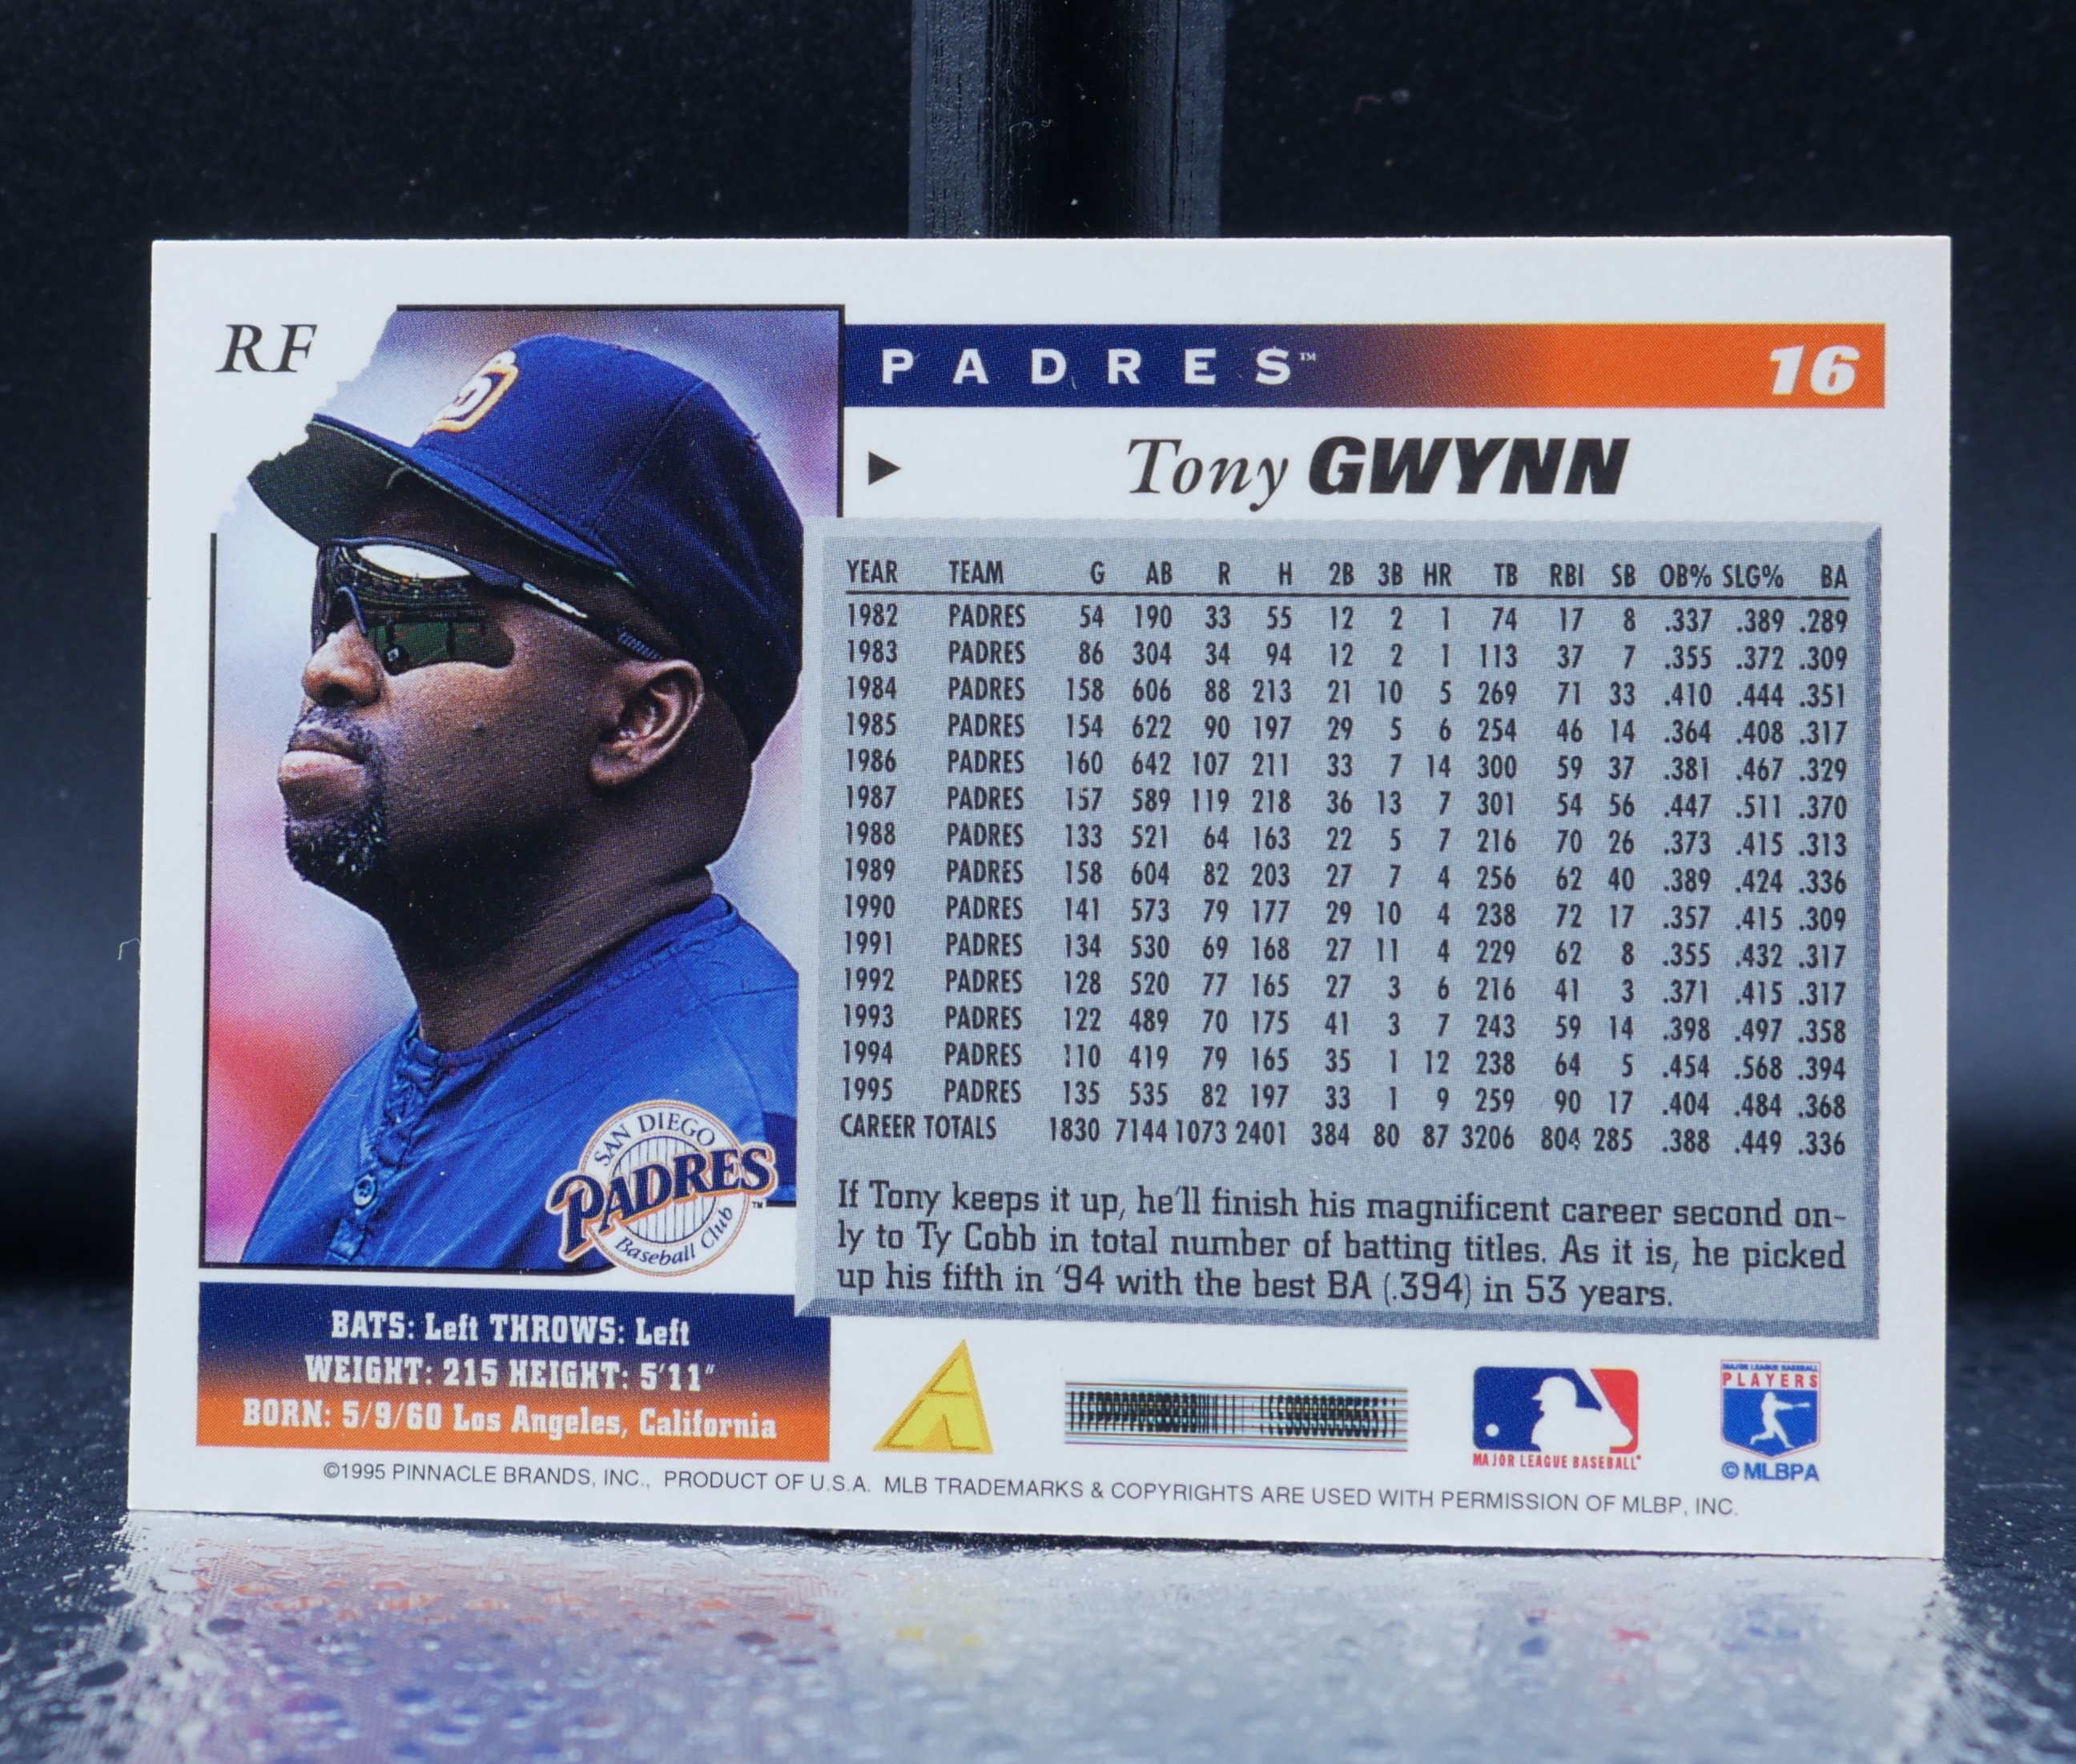 RF
PADRES™ 16
Tony GWYNN
YEAR TEAM G AB R H 2B 3B HR TB RBI SB OB% SLG% BA
1982 PADRES 54 190 33 55 12 2 1 74 17 8 .337 .389 .289
1983 PADRES 86 304 34 94 12 2 1 113 37 7 .355 .372 .309
1984 PADRES 158 606 88 213 21 10 5 269 71 33 .410 .444 .351
1985 PADRES 154 622 90 197 29 5 6 254 46 14 .364 .408 .317
1986 PADRES 160 642 107 211 33 7 14 300 59 37 .381 .467 .329
1987 PADRES 157 589 119 218 36 13 7 301 54 56 .447 .511 .370
1988 PADRES 133 521 64 163 22 5 7 216 70 26 .373 .415 .313
1989 PADRES 158 604 82 203 27 7 4 256 62 40 .389 .424 .336
1990 PADRES 141 573 79 177 29 10 4 238 72 17 .357 .415 .309
1991 PADRES 134 530 69 168 27 11 4 229 62 8 .355 .432 .317
1992 PADRES 128 520 77 165 27 3 6 216 41 3 .371 .415 .317
1993 PADRES 122 489 70 175 41 3 7 243 59 14 .398 .497 .358
1994 PADRES 110 419 79 165 35 1 12 238 64 5 .454 .568 .394
1995 PADRES 135 535 82 197 33 1 9 259 90 17 .404 .484 .368
CAREER TOTALS 1830 7144 1073 2401 384 80 87 3206 804 285 .388 .449 .336
If Tony keeps it up, he'll finish his magnificent career second on-
ly to Ty Cobb in total number of batting titles. As it is, he picked
up his fifth in '94 with the best BA (.394) in 53 years.
SAN DIEGO
PADRES™
Baseball Club
BATS: Left THROWS: Left
WEIGHT: 215 HEIGHT: 5'11"
BORN: 5/9/60 Los Angeles, California
MAJOR LEAGUE BASEBALL
MAJOR LEAGUE BASEBALL
PLAYERS
©MLBPA
©1995 PINNACLE BRANDS, INC., PRODUCT OF U.S.A. MLB TRADEMARKS & COPYRIGHTS ARE USED WITH PERMISSION OF MLBP, INC.